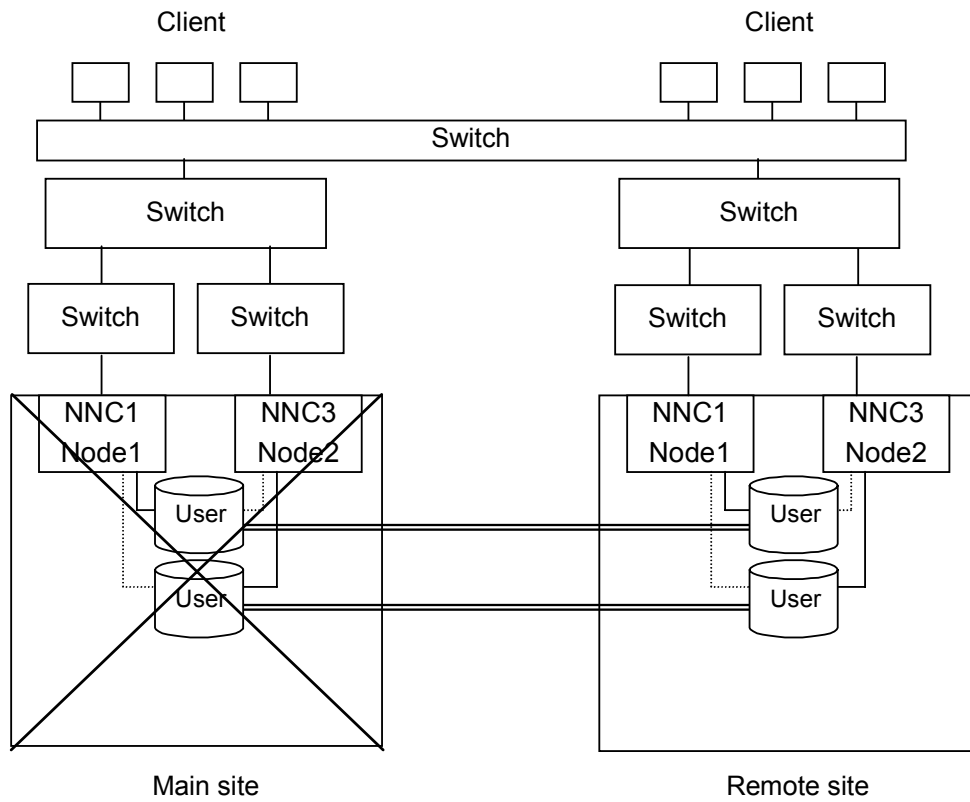 Client
Client
Switch
Switch
Switch
Switch
Switch
Switch
Switch
NNC1
Node1
NNC3
Node2
NNC1
Node1
NNC3
Node2
User
User
User
User
Main site
Remote site